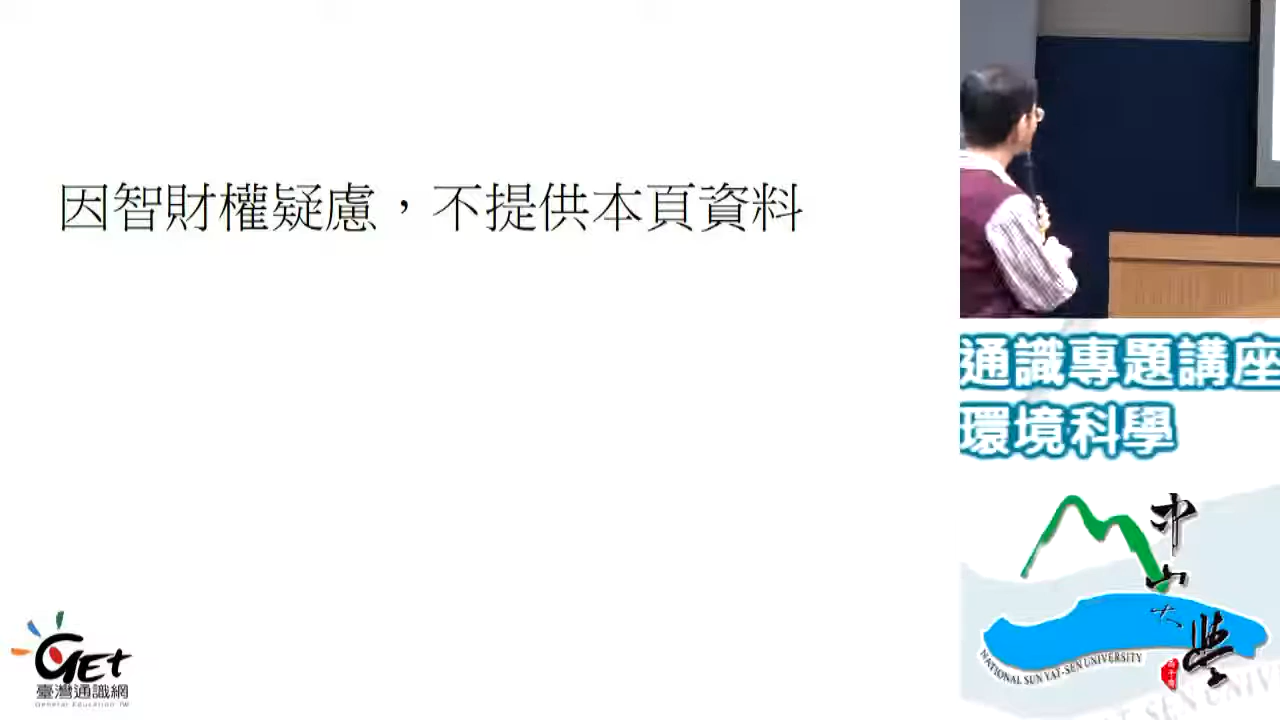 因智財權疑慮，不提供本頁資料
通識專題講座
環境科學
中山大學
NATIONAL SUN YAT-SEN UNIVERSITY
GET
臺灣通識網
General Education TW